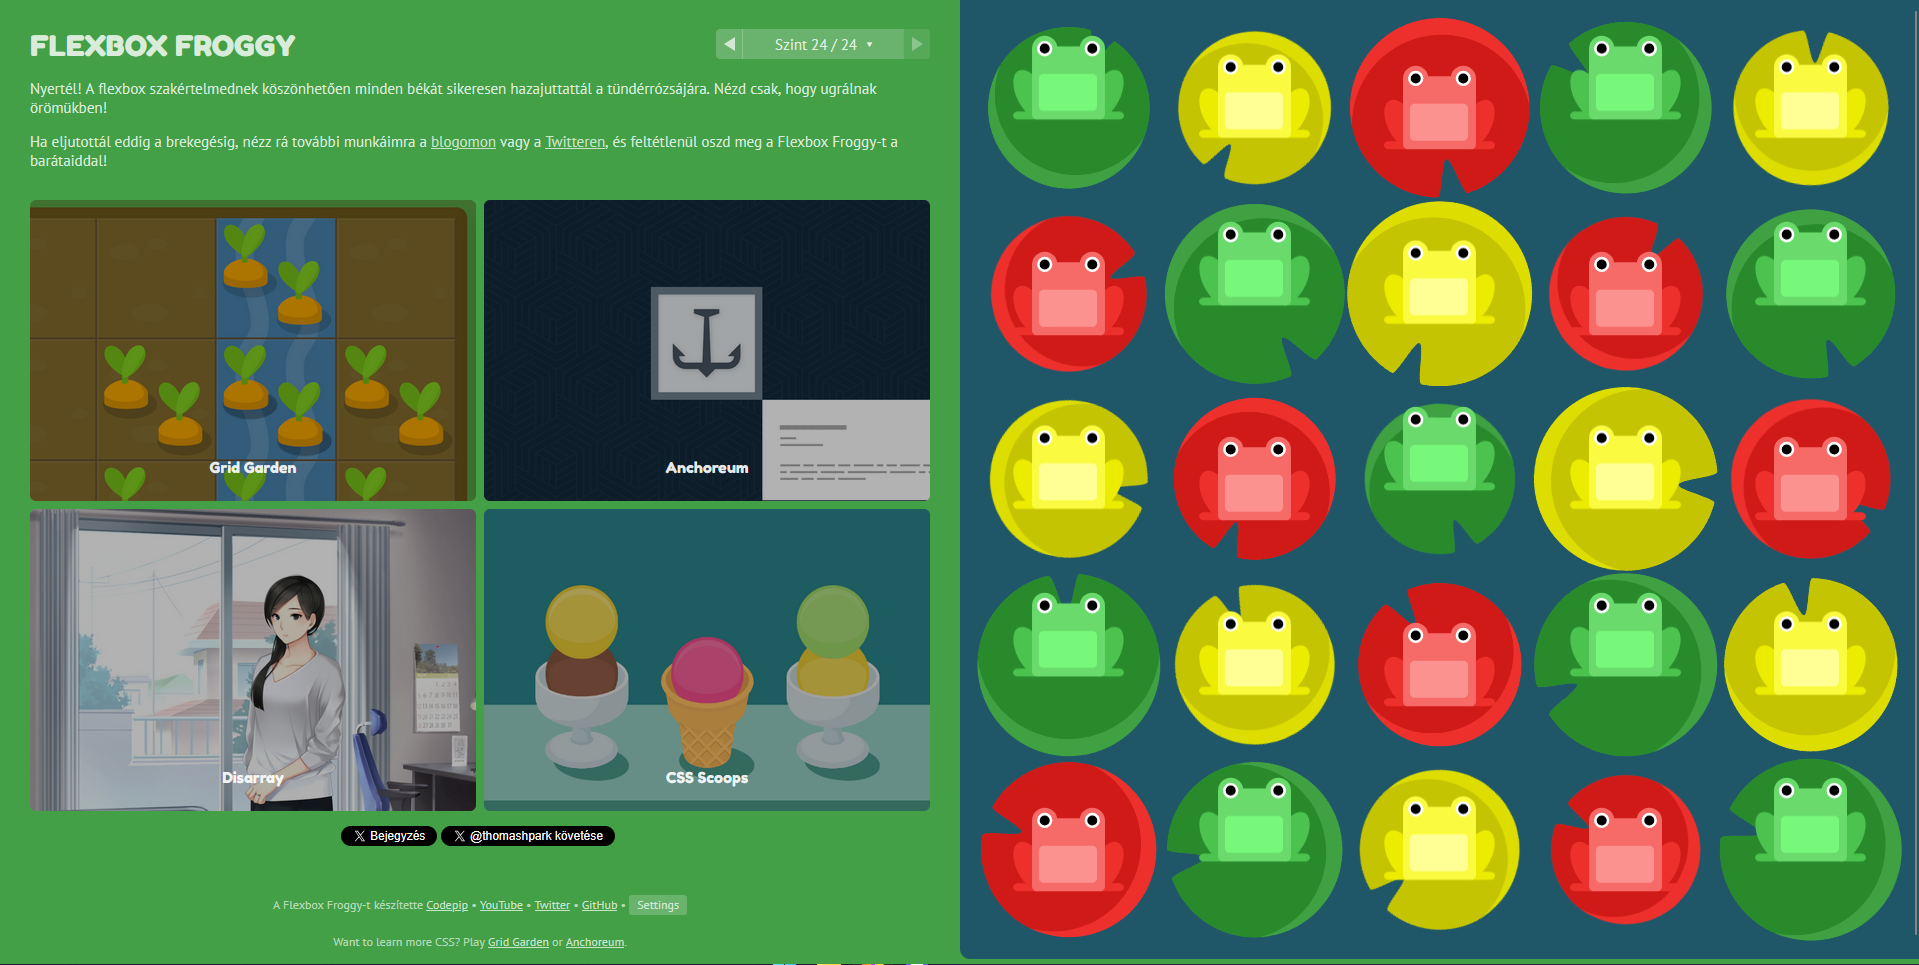 FLEXBOX FROGGY
Szint 24 / 24
Nyertél! A flexbox szakértelmednek köszönhetően minden békát sikeresen hazajuttattál a tündérrózsájára. Nézd csak, hogy ugrálnak
örömükben!
Ha eljutottál eddig a brekegésig, nézz rá további munkáimra a blogomon vagy a Twitteren, és feltétlenül oszd meg a Flexbox Froggy-t a
barátaiddal!
Grid Garden
Anchoreum
Disarray
CSS Scoops
Bejegyzés
@thomashpark követése
A Flexbox Froggy-t készítette Codepip • YouTube • Twitter • GitHub • Settings
Want to learn more CSS? Play Grid Garden or Anchoreum.